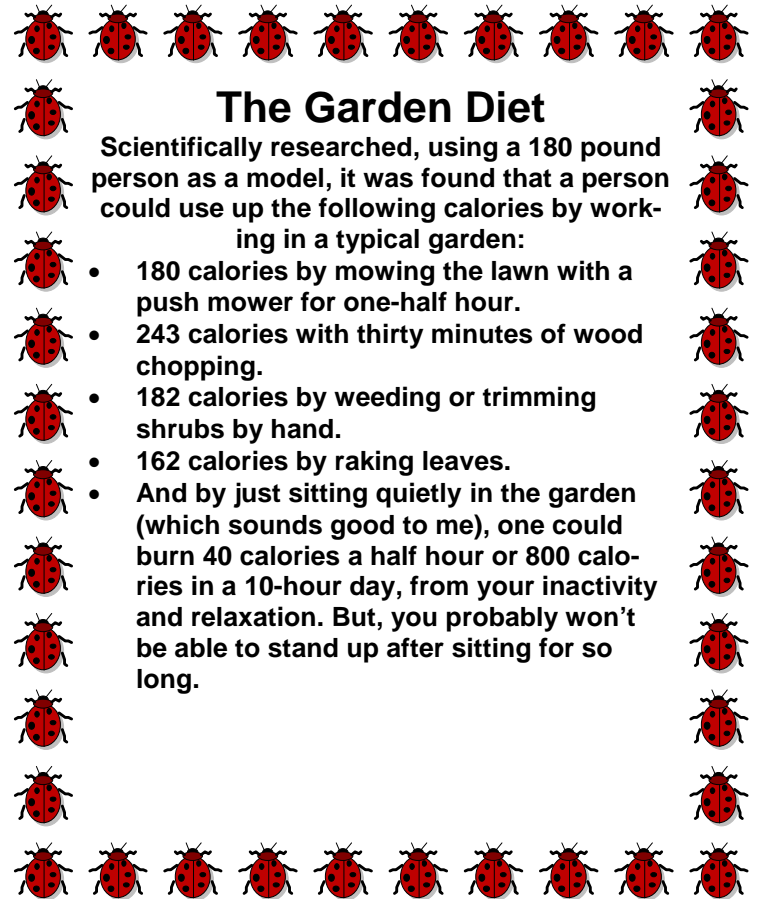 The Garden Diet
Scientifically researched, using a 180 pound
person as a model, it was found that a person
could use up the following calories by work-
ing in a typical garden:
• 180 calories by mowing the lawn with a
push mower for one-half hour.
• 243 calories with thirty minutes of wood
chopping.
• 182 calories by weeding or trimming
shrubs by hand.
• 162 calories by raking leaves.
• And by just sitting quietly in the garden
(which sounds good to me), one could
burn 40 calories a half hour or 800 calo-
ries in a 10-hour day, from your inactivity
and relaxation. But, you probably won’t
be able to stand up after sitting for so
long.